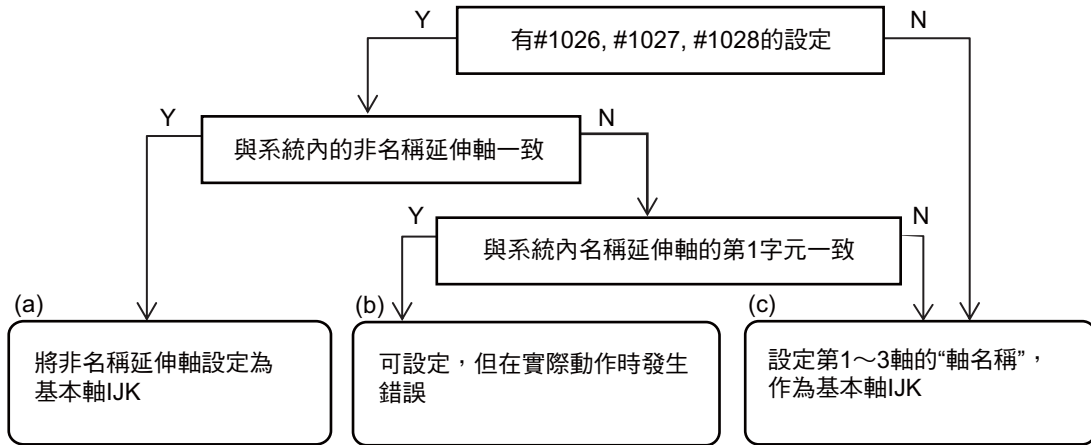 Y
有#1026, #1027, #1028的設定
N
Y
與系統內的非名稱延伸軸一致
N
Y
與系統內名稱延伸軸的第1字元一致
N
(a)
將非名稱延伸軸設定為
基本軸IJK
(b)
可設定，但在實際動作時發生
錯誤
(c)
設定第1～3軸的“軸名稱”，
作為基本軸IJK